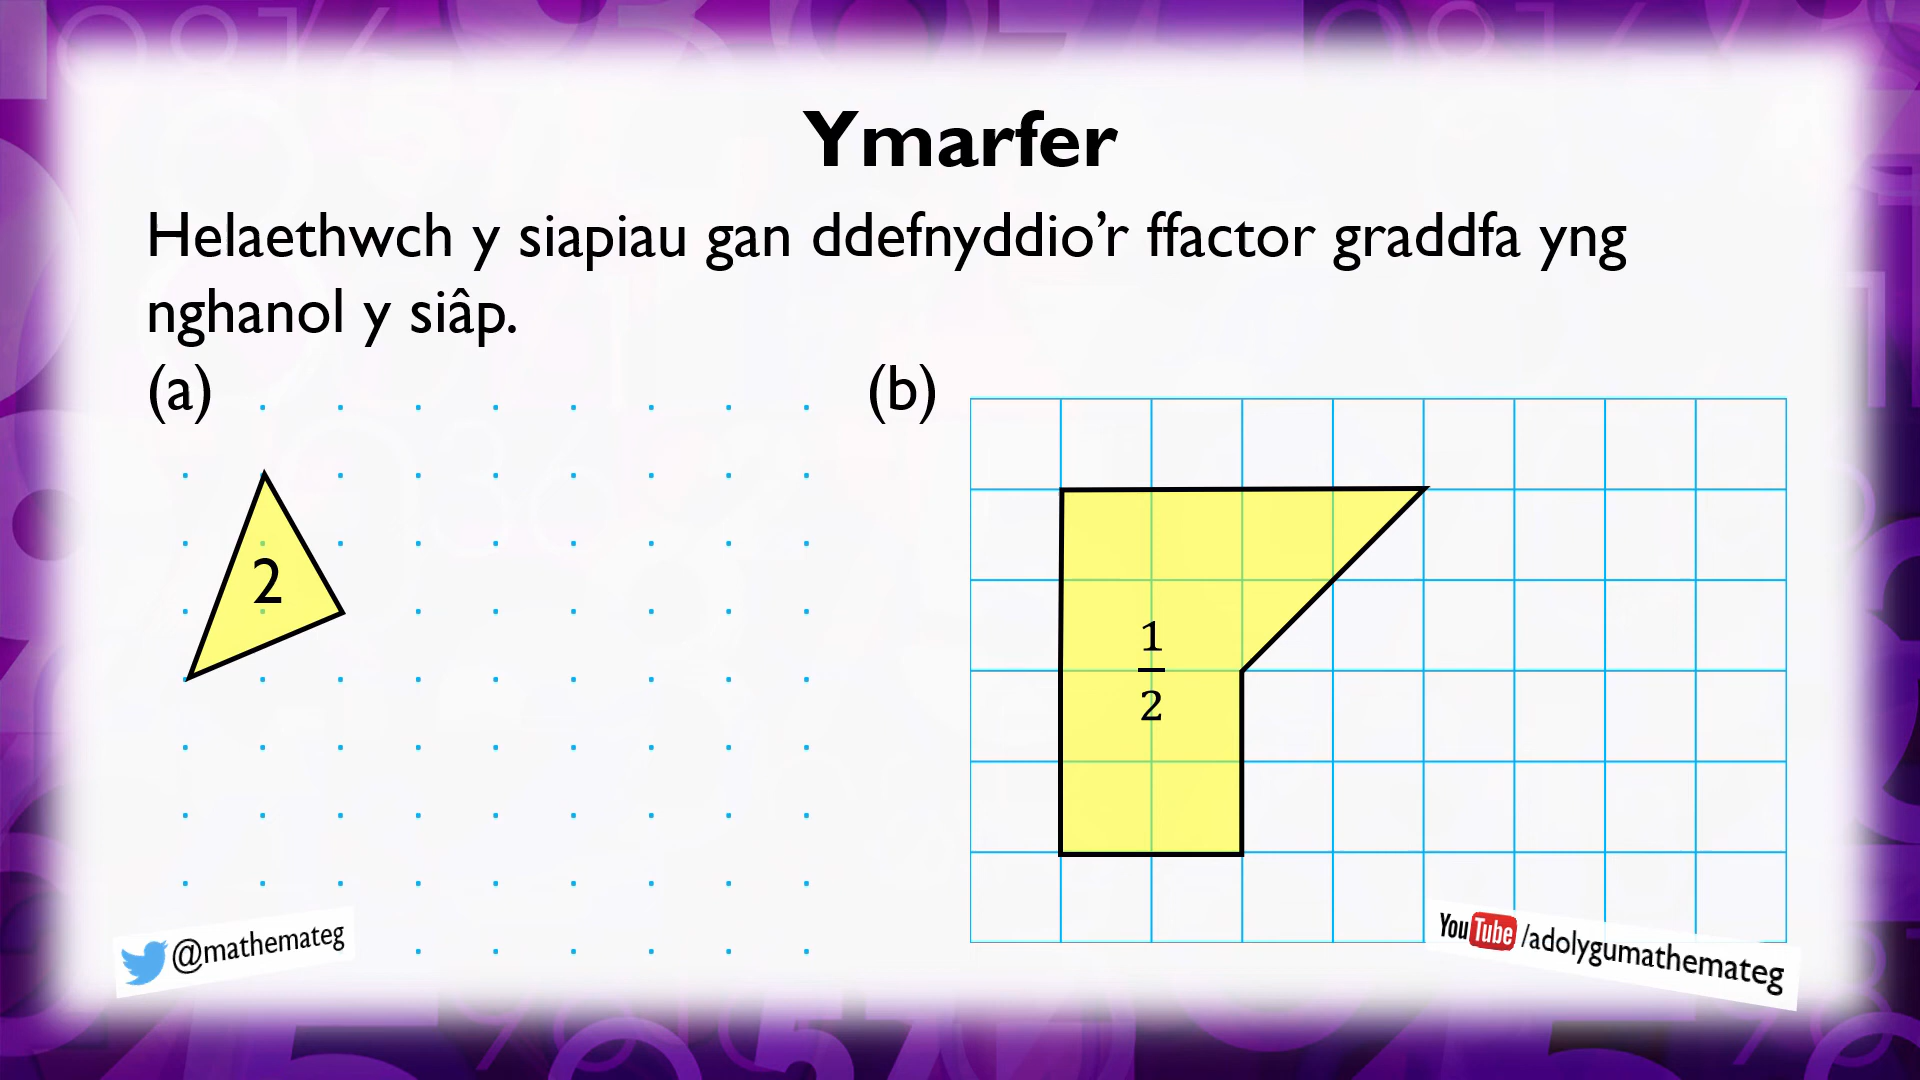 Ymarfer
Helaethwch y siapiau gan ddefnyddio’r ffactor graddfa yng
nghanol y siâp.
(a)
(b)
2
1
2
@mathemateg
YouTube /adolygumathemateg